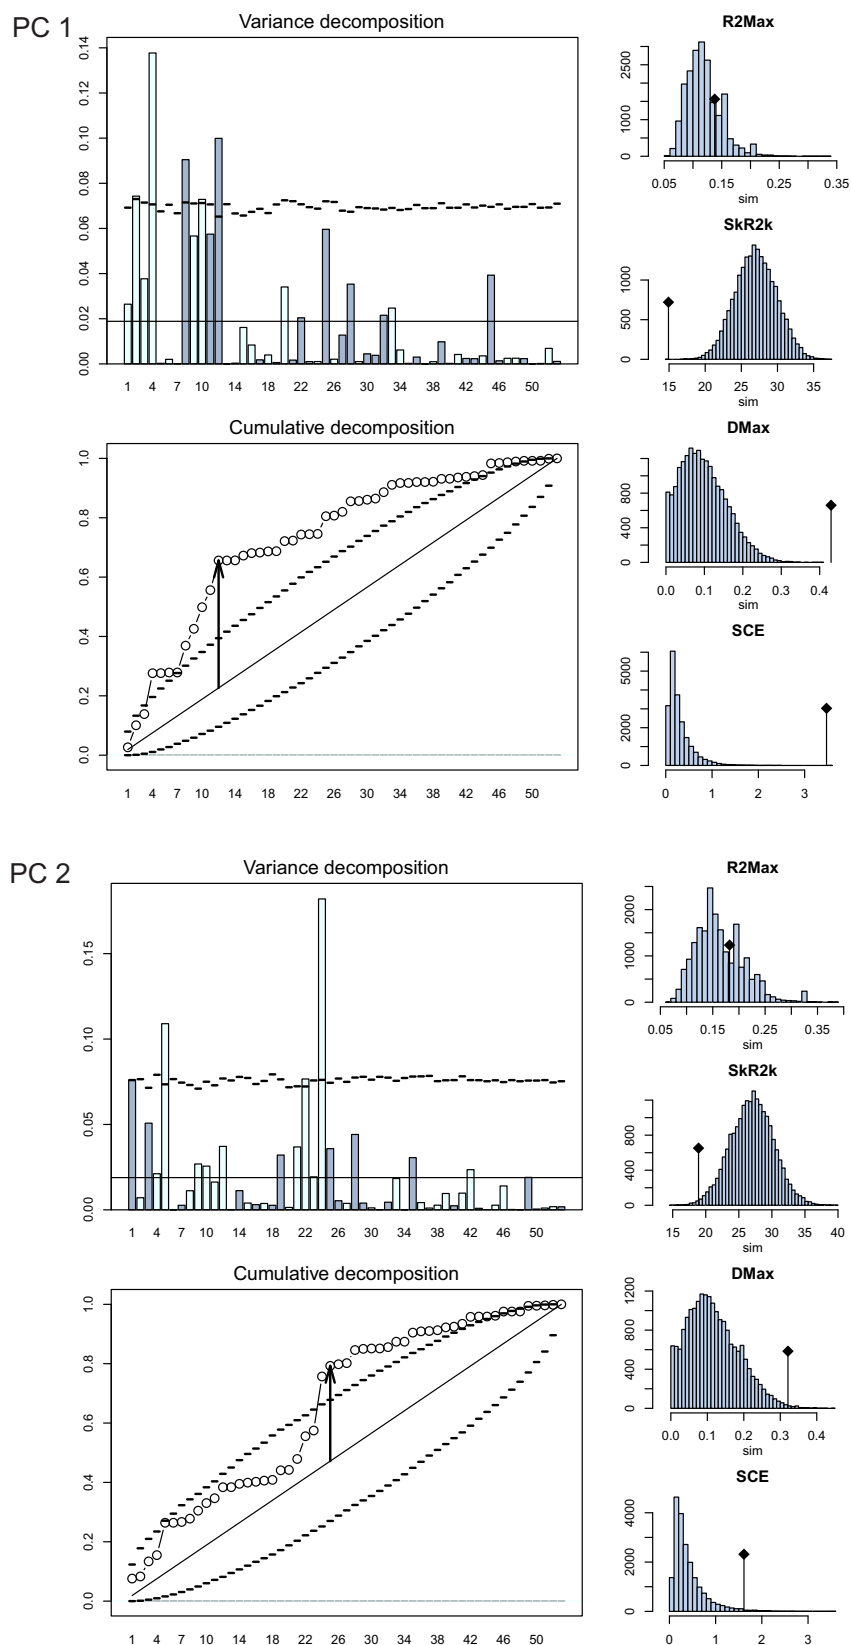 PC 1
Variance decomposition
0.14
0.12
0.10
0.08
0.06
0.04
0.02
0.00
1 4 7 10 14 18 22 26 30 34 38 42 46 50
R2Max
2500
1000
0
0.05 0.15 0.25 0.35
sim
SkR2k
1000
500
0
15 20 25 30 35
sim
Cumulative decomposition
1.0
0.8
0.6
0.4
0.2
0.0
1 4 7 10 14 18 22 26 30 34 38 42 46 50
DMax
800
400
0
0.0 0.1 0.2 0.3 0.4
sim
SCE
5000
2000
0
0 1 2 3
PC 2
Variance decomposition
0.15
0.10
0.05
0.00
1 4 7 10 14 18 22 26 30 34 38 42 46 50
R2Max
2000
1000
0
0.05 0.15 0.25 0.35
sim
SkR2k
800
400
0
15 20 25 30 35 40
sim
Cumulative decomposition
1.0
0.8
0.6
0.4
0.2
0.0
1 4 7 10 14 18 22 26 30 34 38 42 46 50
DMax
1200
800
400
0
0.0 0.1 0.2 0.3 0.4
sim
SCE
4000
2000
0
0 1 2 3